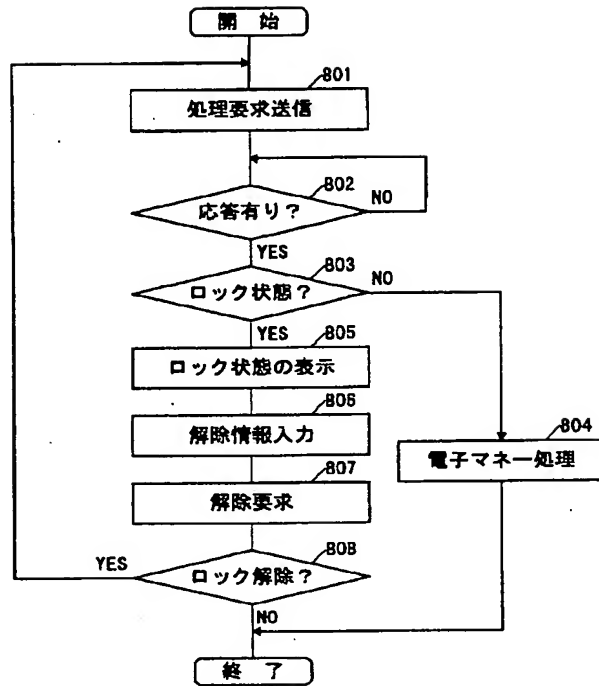 開 始
801
処理要求送信
802
応答有り？
NO
YES
803
ロック状態？
NO
YES
805
ロック状態の表示
806
解除情報入力
804
電子マネー処理
807
解除要求
808
ロック解除？
YES
NO
終 了